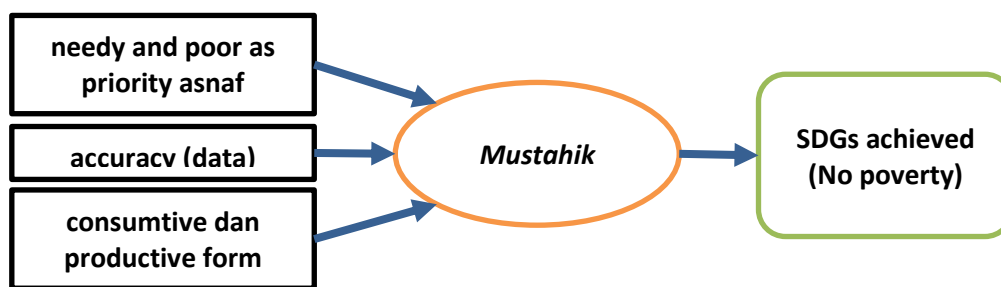 needy and poor as
priority asnaf
accuracy (data)
consumtive dan
productive form
Mustahik
SDGs achieved
(No poverty)